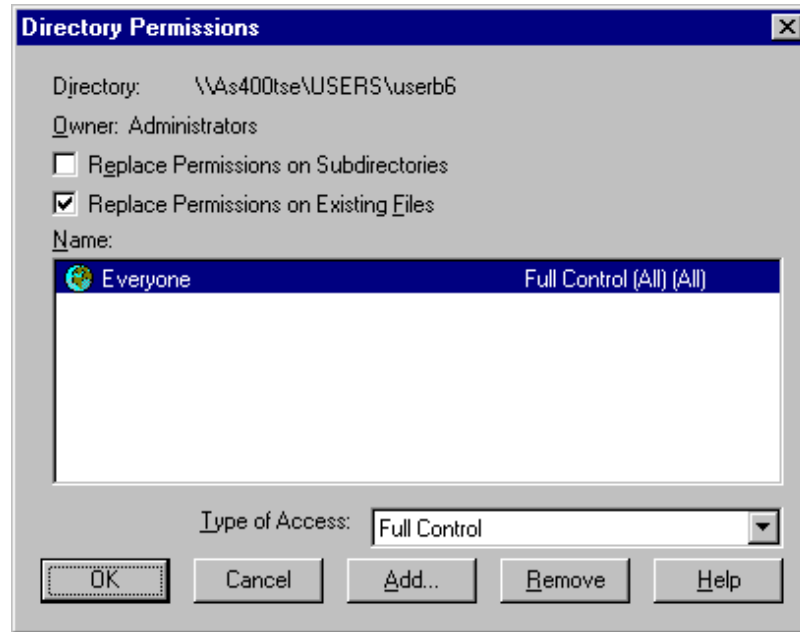 Directory Permissions
Directory: \\As400tse\USERS\userb6
Owner: Administrators
Replace Permissions on Subdirectories
Replace Permissions on Existing Files
Name:
Everyone Full Control (All) (All)
Type of Access: Full Control
OK Cancel Add... Remove Help